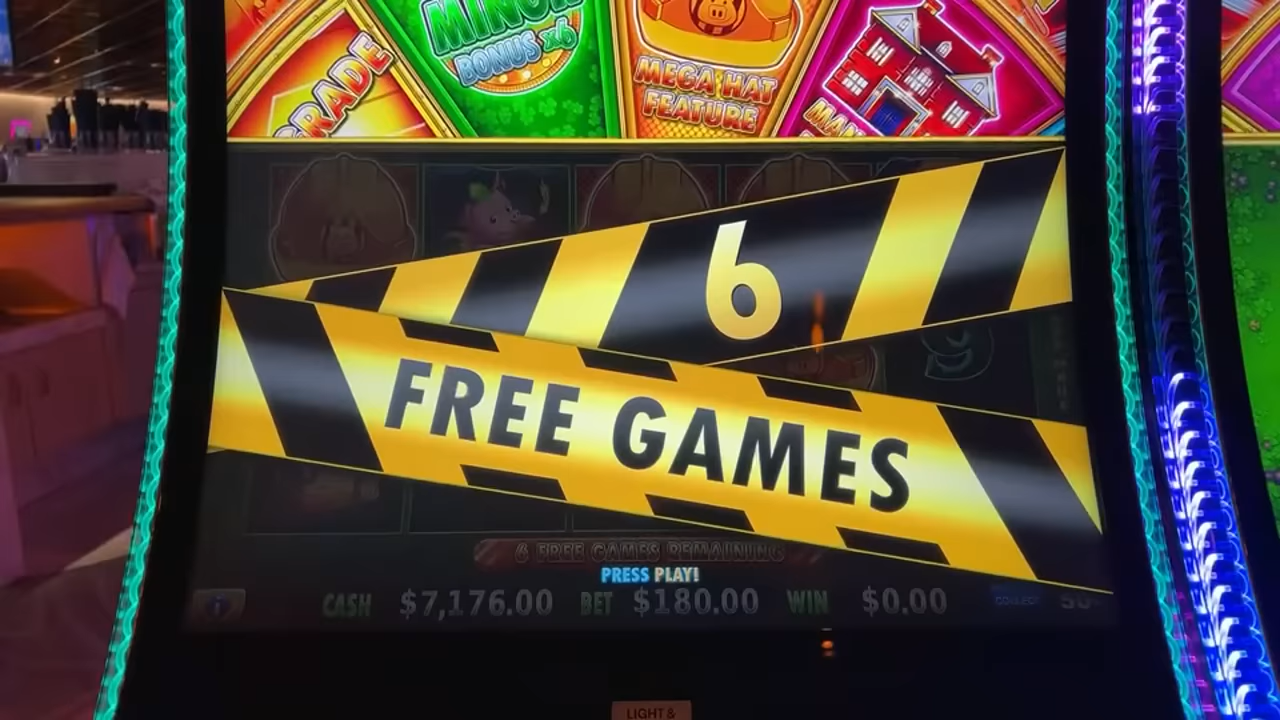 MINOR
BONUS x6
GRADE
MEGA HAT
FEATURE
MAN
6
FREE GAMES
6 FREE GAMES REMAINING
PRESS PLAY!
CASH $7,176.00 BET $180.00 WIN $0.00 COLLECT
LIGHT &